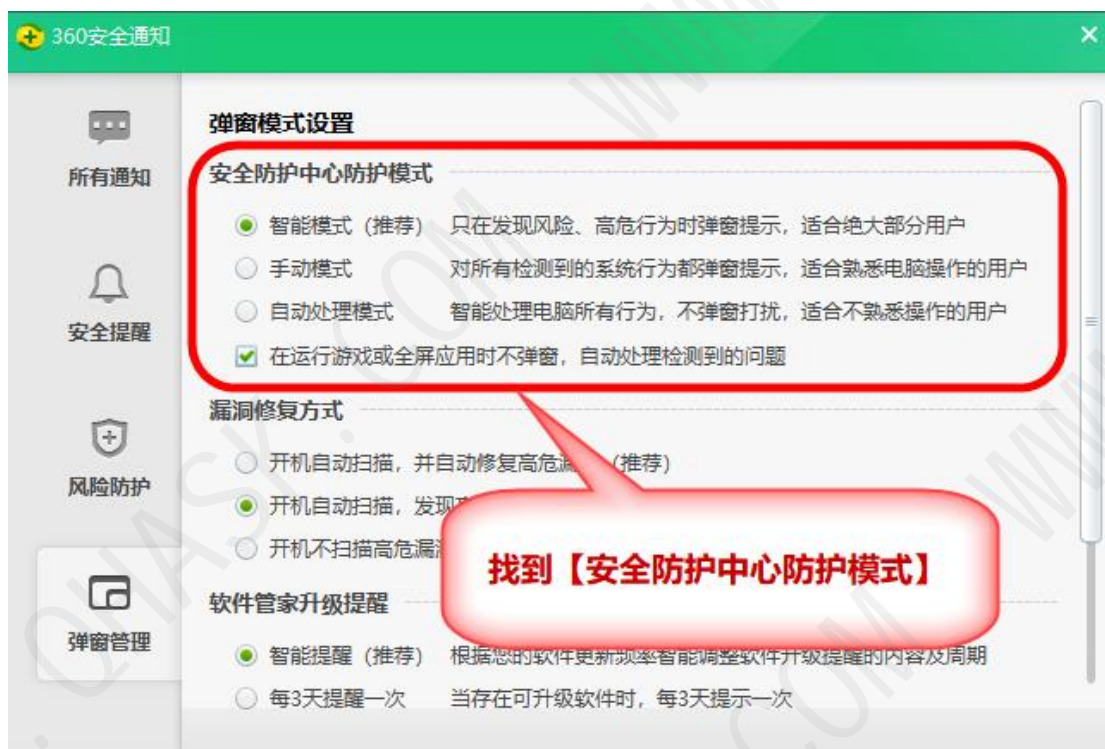 360安全通知
所有通知
安全提醒
风险防护
弹窗管理
弹窗模式设置
安全防护中心防护模式
智能模式（推荐） 只在发现风险、高危行为时弹窗提示，适合绝大部分用户
手动模式 对所有检测到的系统行为都弹窗提示，适合熟悉电脑操作的用户
自动处理模式 智能处理电脑所有行为，不弹窗打扰，适合不熟悉操作的用户
在运行游戏或全屏应用时不弹窗，自动处理检测到的问题
漏洞修复方式
开机自动扫描，并自动修复高危漏 （推荐）
开机自动扫描，发现
开机不扫描高危漏
找到【安全防护中心防护模式】
软件管家升级提醒
智能提醒（推荐） 根据您的软件更新频率智能调整软件升级提醒的内容及周期
每3天提醒一次 当存在可升级软件时，每3天提示一次
QNASK.COM WWW